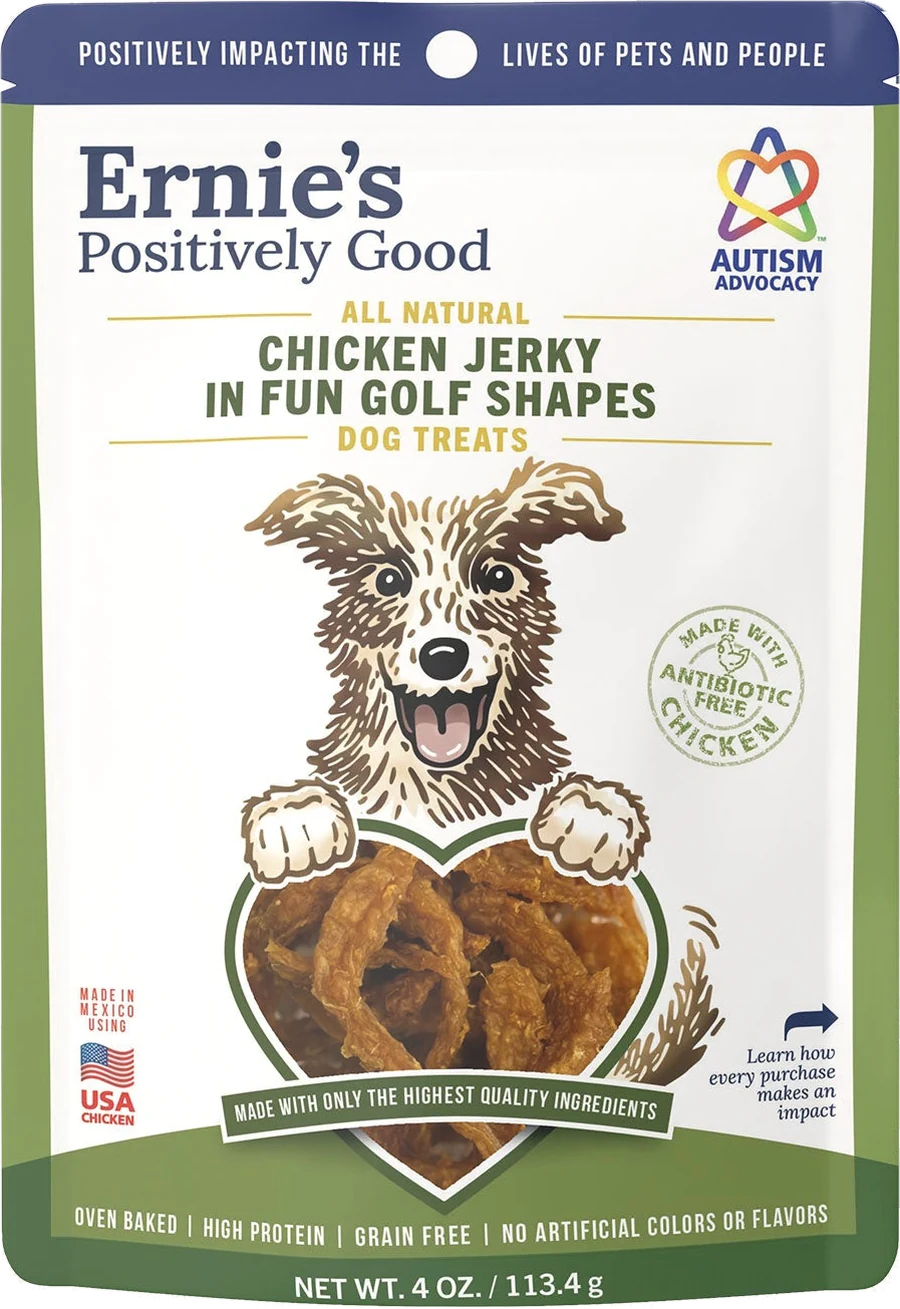 POSITIVELY IMPACTING THE LIVES OF PETS AND PEOPLE
Ernie's
Positively Good
™
AUTISM
ADVOCACY
ALL NATURAL
CHICKEN JERKY
IN FUN GOLF SHAPES
DOG TREATS
MADE WITH
ANTIBIOTIC
FREE
CHICKEN
MADE IN
MEXICO
USING
USA
CHICKEN
Learn how
every purchase
makes an
impact
MADE WITH ONLY THE HIGHEST QUALITY INGREDIENTS
OVEN BAKED | HIGH PROTEIN | GRAIN FREE | NO ARTIFICIAL COLORS OR FLAVORS
NET WT. 4 OZ. / 113.4 g